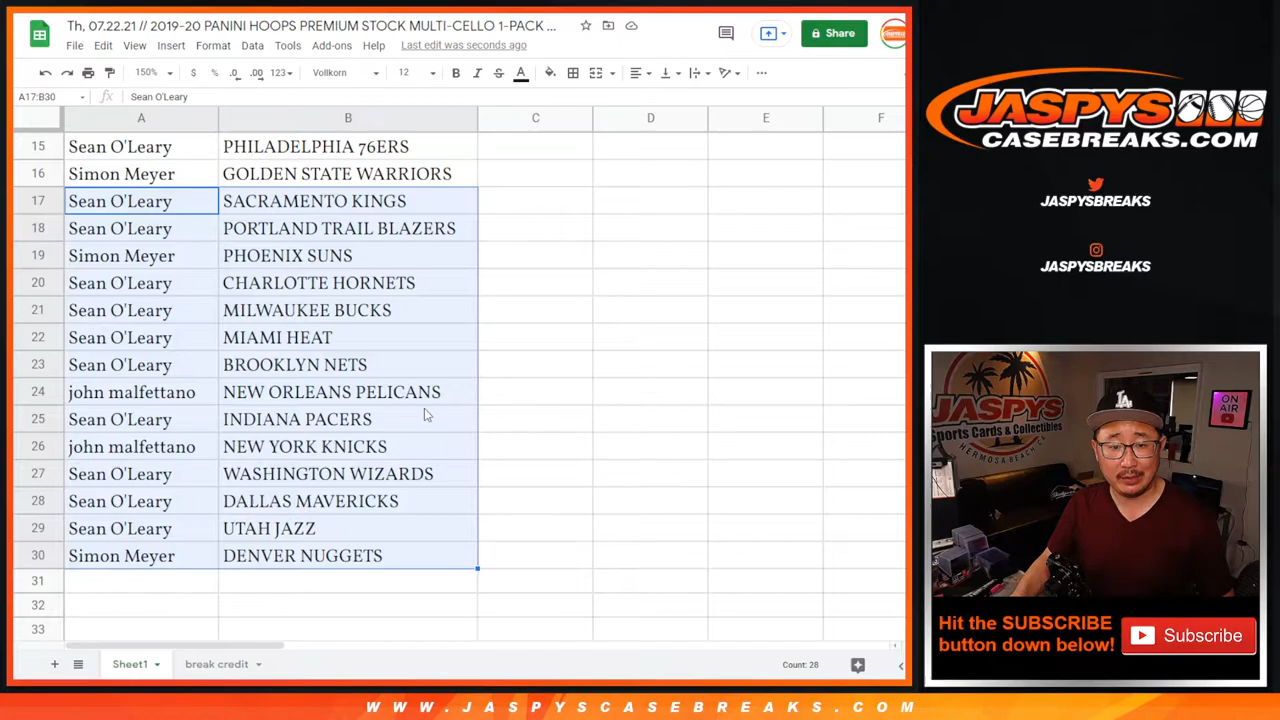 Th, 07.22.21 // 2019-20 PANINI HOOPS PREMIUM STOCK MULTI-CELLO 1-PACK ...
File Edit View Insert Format Data Tools Add-ons Help Last edit was seconds ago
Share
150% $ % .0 .00 123 Vollkorn 12 B I S A
A17:B30 fx Sean O'Leary
A B C D E F
15 Sean O'Leary PHILADELPHIA 76ERS
16 Simon Meyer GOLDEN STATE WARRIORS
17 Sean O'Leary SACRAMENTO KINGS
18 Sean O'Leary PORTLAND TRAIL BLAZERS
19 Simon Meyer PHOENIX SUNS
20 Sean O'Leary CHARLOTTE HORNETS
21 Sean O'Leary MILWAUKEE BUCKS
22 Sean O'Leary MIAMI HEAT
23 Sean O'Leary BROOKLYN NETS
24 john malfettano NEW ORLEANS PELICANS
25 Sean O'Leary INDIANA PACERS
26 john malfettano NEW YORK KNICKS
27 Sean O'Leary WASHINGTON WIZARDS
28 Sean O'Leary DALLAS MAVERICKS
29 Sean O'Leary UTAH JAZZ
30 Simon Meyer DENVER NUGGETS
31
32
33
Sheet1 break credit Count: 28
JASPYS
CASEBREAKS.COM
JASPYSBREAKS
JASPYSBREAKS
JASPYS
Sports Cards & Collectibles
HERMOSA BEACH
ON AIR
LA
Hit the SUBSCRIBE
button down below!
Subscribe
WWW.JASPYSCASEBREAKS.COM